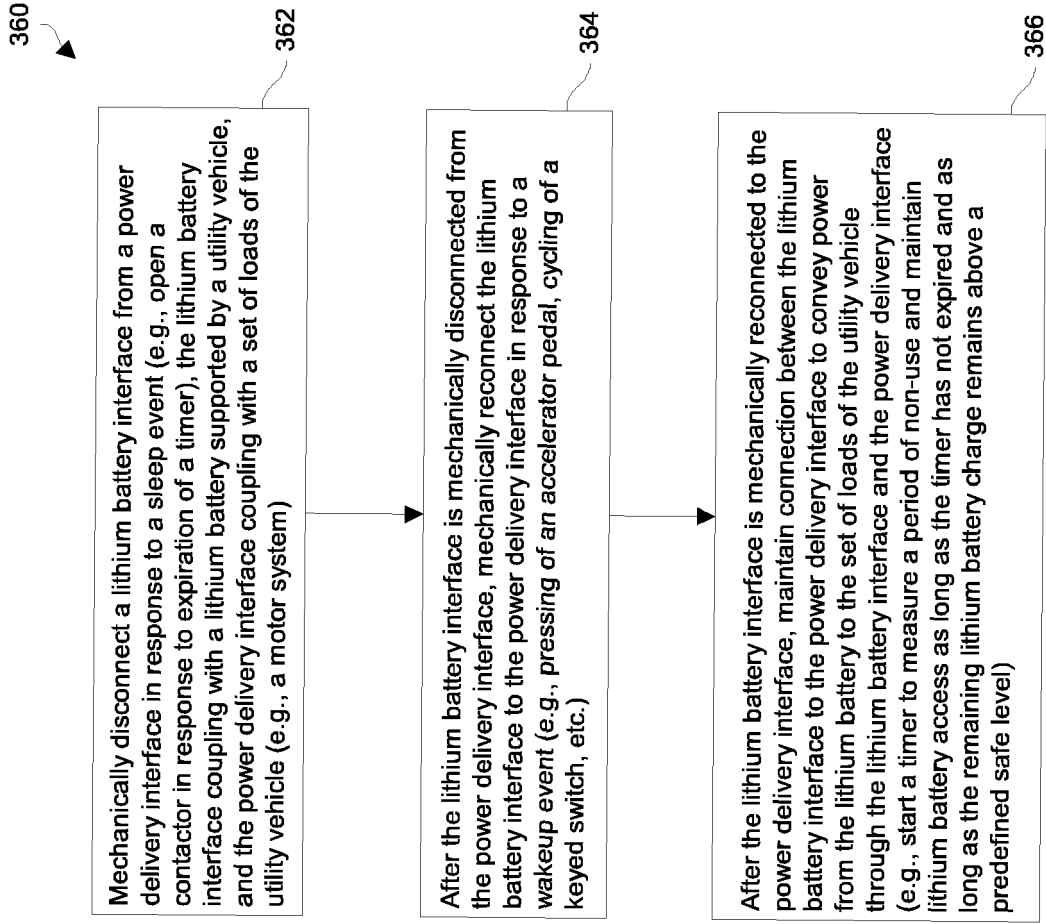 360
Mechanically disconnect a lithium battery interface from a power
delivery interface in response to a sleep event (e.g., open a
contactor in response to expiration of a timer), the lithium battery
interface coupling with a lithium battery supported by a utility vehicle,
and the power delivery interface coupling with a set of loads of the
utility vehicle (e.g., a motor system)
362
After the lithium battery interface is mechanically disconnected from
the power delivery interface, mechanically reconnect the lithium
battery interface to the power delivery interface in response to a
wakeup event (e.g., pressing of an accelerator pedal, cycling of a
keyed switch, etc.)
364
After the lithium battery interface is mechanically reconnected to the
power delivery interface, maintain connection between the lithium
battery interface to the power delivery interface to convey power
from the lithium battery to the set of loads of the utility vehicle
through the lithium battery interface and the power delivery interface
(e.g., start a timer to measure a period of non-use and maintain
lithium battery access as long as the timer has not expired and as
long as the remaining lithium battery charge remains above a
predefined safe level)
366